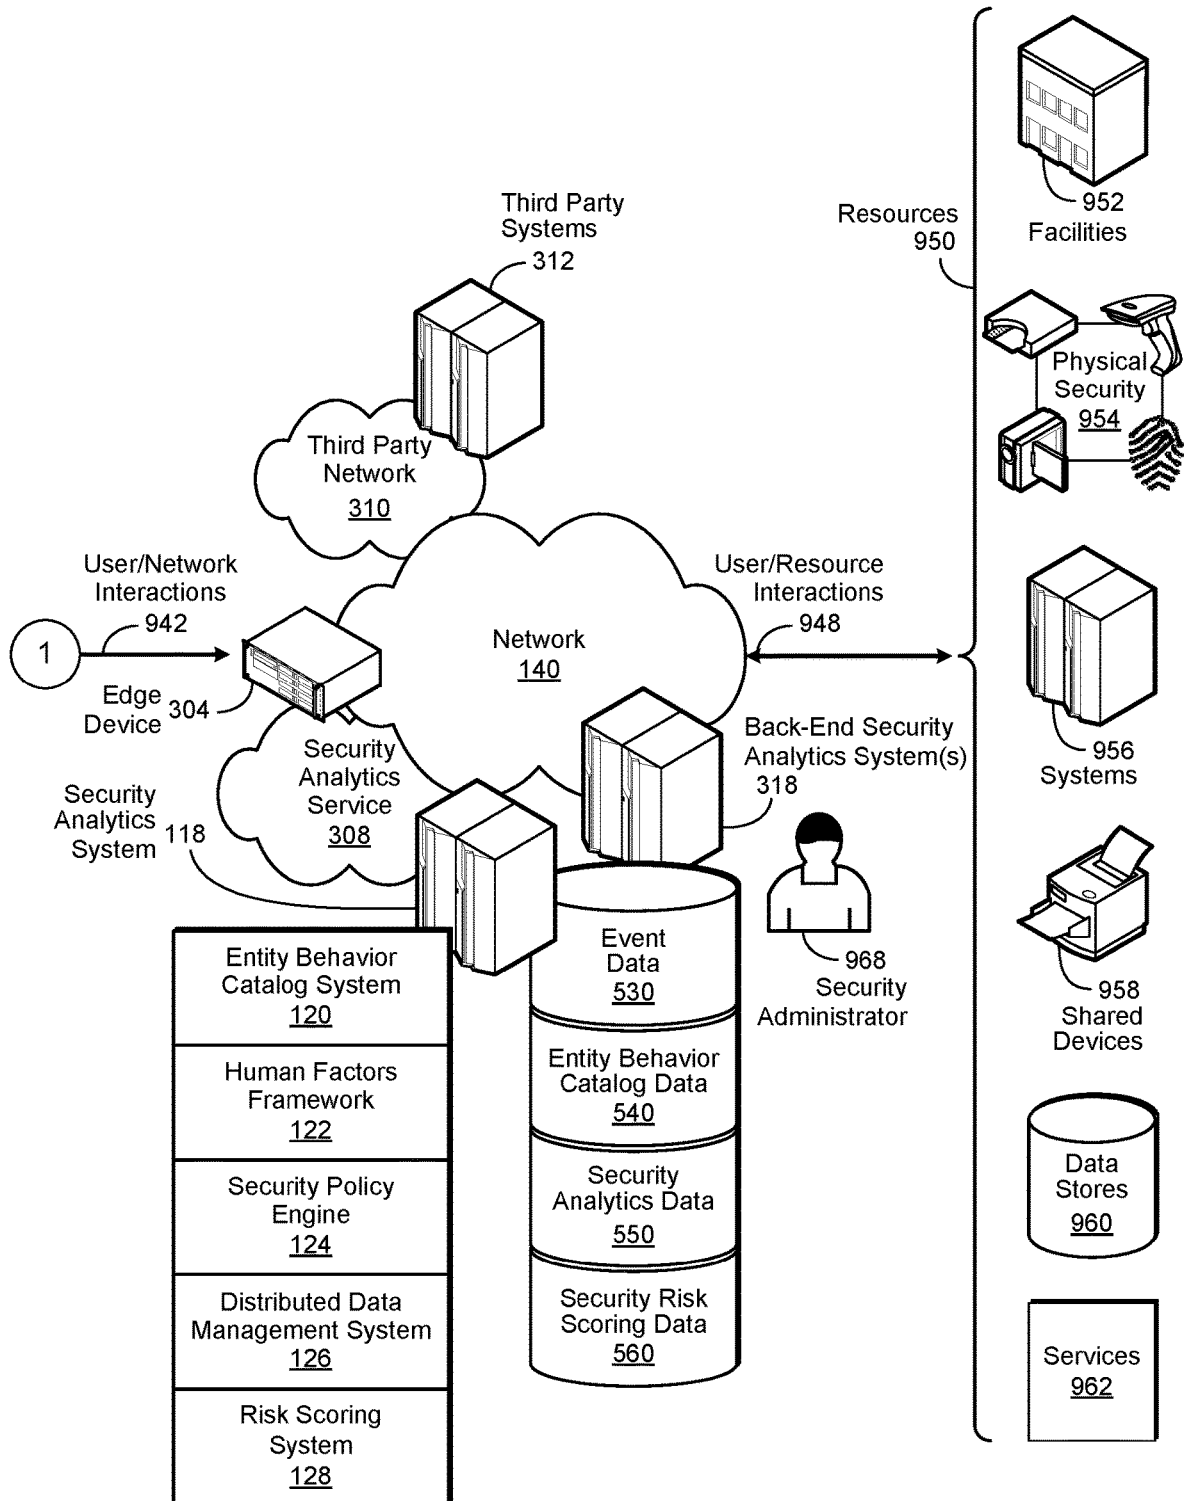 952
Facilities
Resources
950
Third Party
Systems
312
Physical
Security
954
Third Party
Network
310
User/Network
Interactions
942
1
Edge
Device
304
Network
140
User/Resource
Interactions
948
956
Systems
Security
Analytics
Service
308
Back-End Security
Analytics System(s)
318
Security
Analytics
System
118
968
Security
Administrator
958
Shared
Devices
Entity Behavior
Catalog System
120
Human Factors
Framework
122
Security Policy
Engine
124
Distributed Data
Management System
126
Risk Scoring
System
128
Event
Data
530
Entity Behavior
Catalog Data
540
Security
Analytics Data
550
Security Risk
Scoring Data
560
Data
Stores
960
Services
962